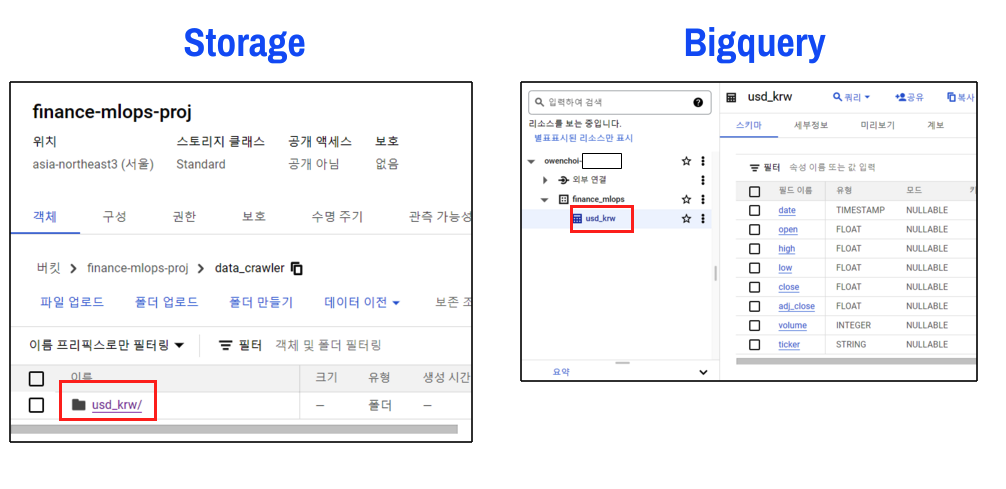 Storage
finance-mlops-proj
위치 스토리지 클래스 공개 액세스 보호
asia-northeast3 (서울) Standard 공개 아님 없음
객체 구성 권한 보호 수명 주기 관측 가능성
버킷 > finance-mlops-proj > data_crawler
파일 업로드 폴더 업로드 폴더 만들기 데이터 이전 보존 조
이름 프리픽스로만 필터링 필터 객체 및 폴더 필터링
이름 크기 유형 생성 시간
usd_krw/ — 폴더 —
Bigquery
입력하여 검색
리소스를 보는 중입니다.
별표표시된 리소스만 표시
owenchoi-
외부 연결
finance_mlops
usd_krw
요약
usd_krw 쿼리 공유 복사
스키마 세부정보 미리보기 계보
필터 속성 이름 또는 값 입력
필드 이름 유형 모드 키
date TIMESTAMP NULLABLE
open FLOAT NULLABLE
high FLOAT NULLABLE
low FLOAT NULLABLE
close FLOAT NULLABLE
adj_close FLOAT NULLABLE
volume INTEGER NULLABLE
ticker STRING NULLABLE